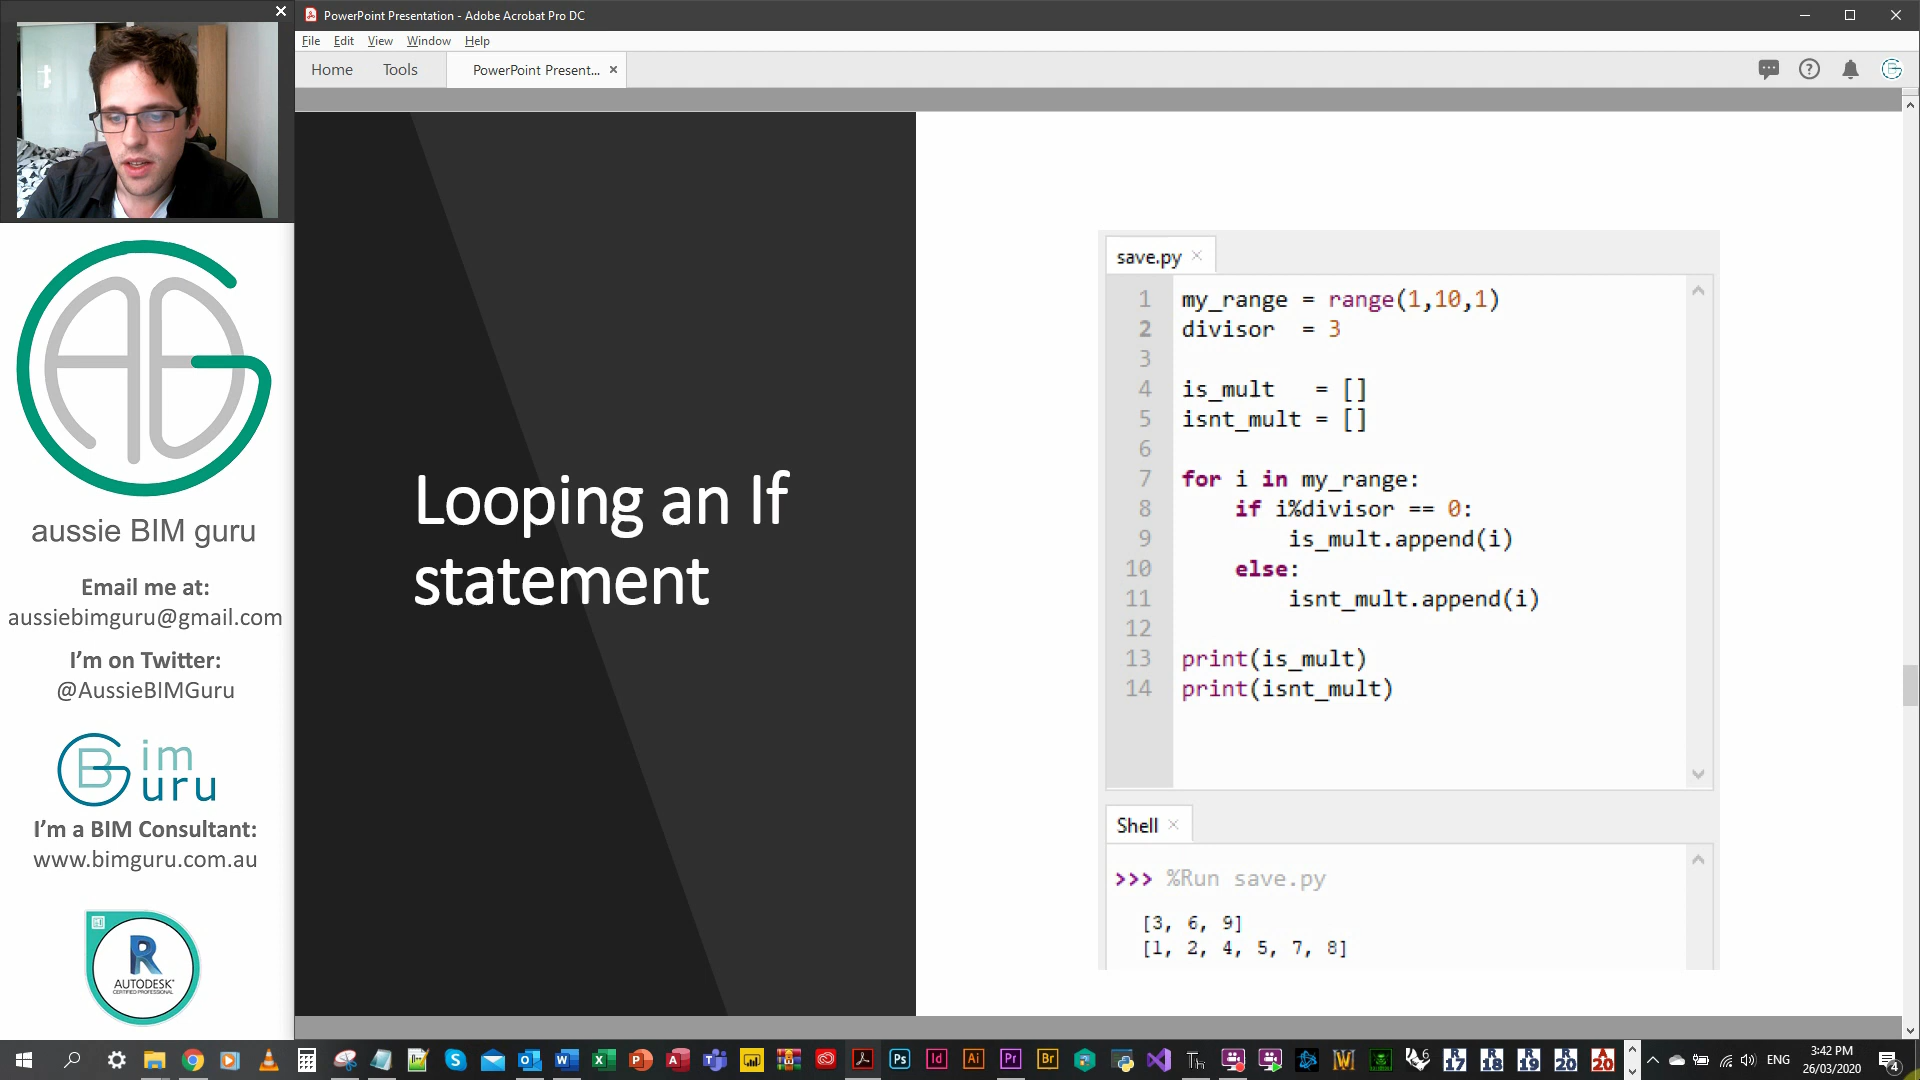 PowerPoint Presentation - Adobe Acrobat Pro DC
File Edit View Window Help
Home Tools PowerPoint Present...
aussie BIM guru
Email me at:
aussiebimguru@gmail.com
I'm on Twitter:
@AussieBIMGuru
BG im uru
I'm a BIM Consultant:
www.bimguru.com.au
R
AUTODESK
CERTIFIED PROFESSIONAL
Looping an If
statement
save.py
1 my_range = range(1,10,1)
2 divisor  = 3
3
4 is_mult   = []
5 isnt_mult = []
6
7 for i in my_range:
8     if i%divisor == 0:
9         is_mult.append(i)
10     else:
11         isnt_mult.append(i)
12
13 print(is_mult)
14 print(isnt_mult)
Shell
>>> %Run save.py
[3, 6, 9]
[1, 2, 4, 5, 7, 8]
ENG
3:42 PM
26/03/2020
4